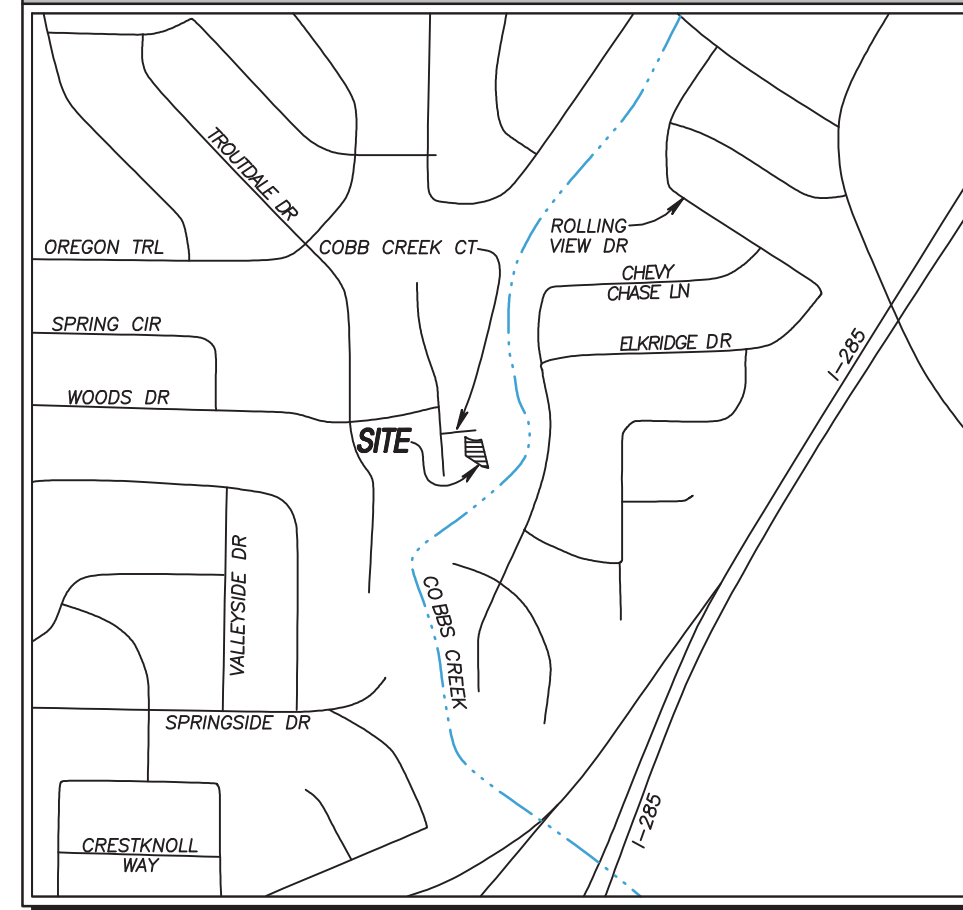 TROUTDALE DR
ROLLING
VIEW DR
OREGON TRL
COBB CREEK CT
CHEVY
CHASE LN
SPRING CIR
ELKRIDGE DR
I-285
WOODS DR
SITE
VALLEYSIDE DR
COBBS CREEK
SPRINGSIDE DR
I-285
CRESTKNOLL
WAY